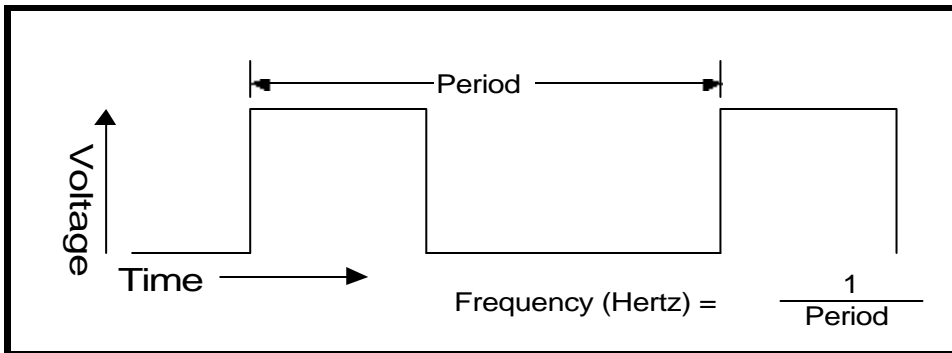 Period
Voltage
Time
Frequency (Hertz) = 1
Period